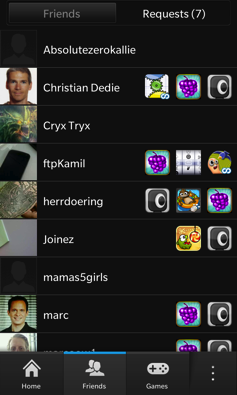 Friends
Requests (7)
Absolutezerokallie
Christian Dedie
Cryx Tryx
ftpKamil
herrdoering
Joinez
mamas5girls
marc
Home
Friends
Games